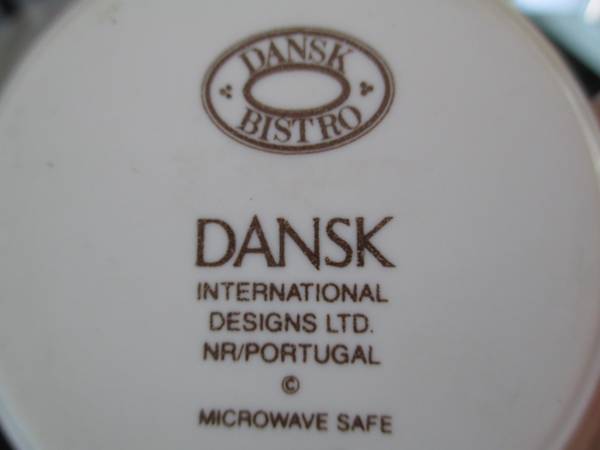 DANSK
BISTRO
DANSK
INTERNATIONAL
DESIGNS LTD.
NR/PORTUGAL
©
MICROWAVE SAFE